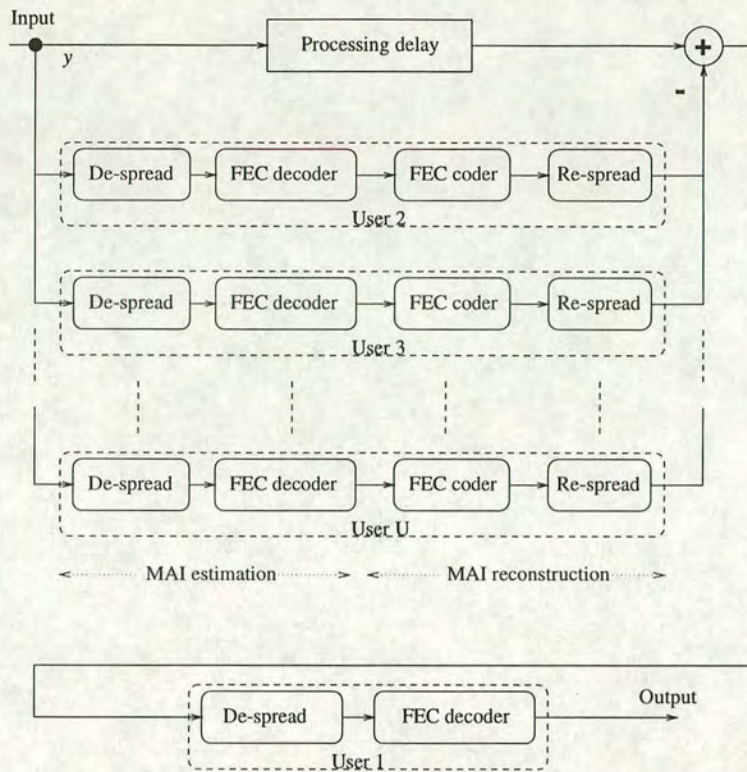 Input
Processing delay
+
y
-
De-spread FEC decoder FEC coder Re-spread
User 2
De-spread FEC decoder FEC coder Re-spread
User 3
De-spread FEC decoder FEC coder Re-spread
User U
MAI estimation MAI reconstruction
Output
De-spread FEC decoder
User 1